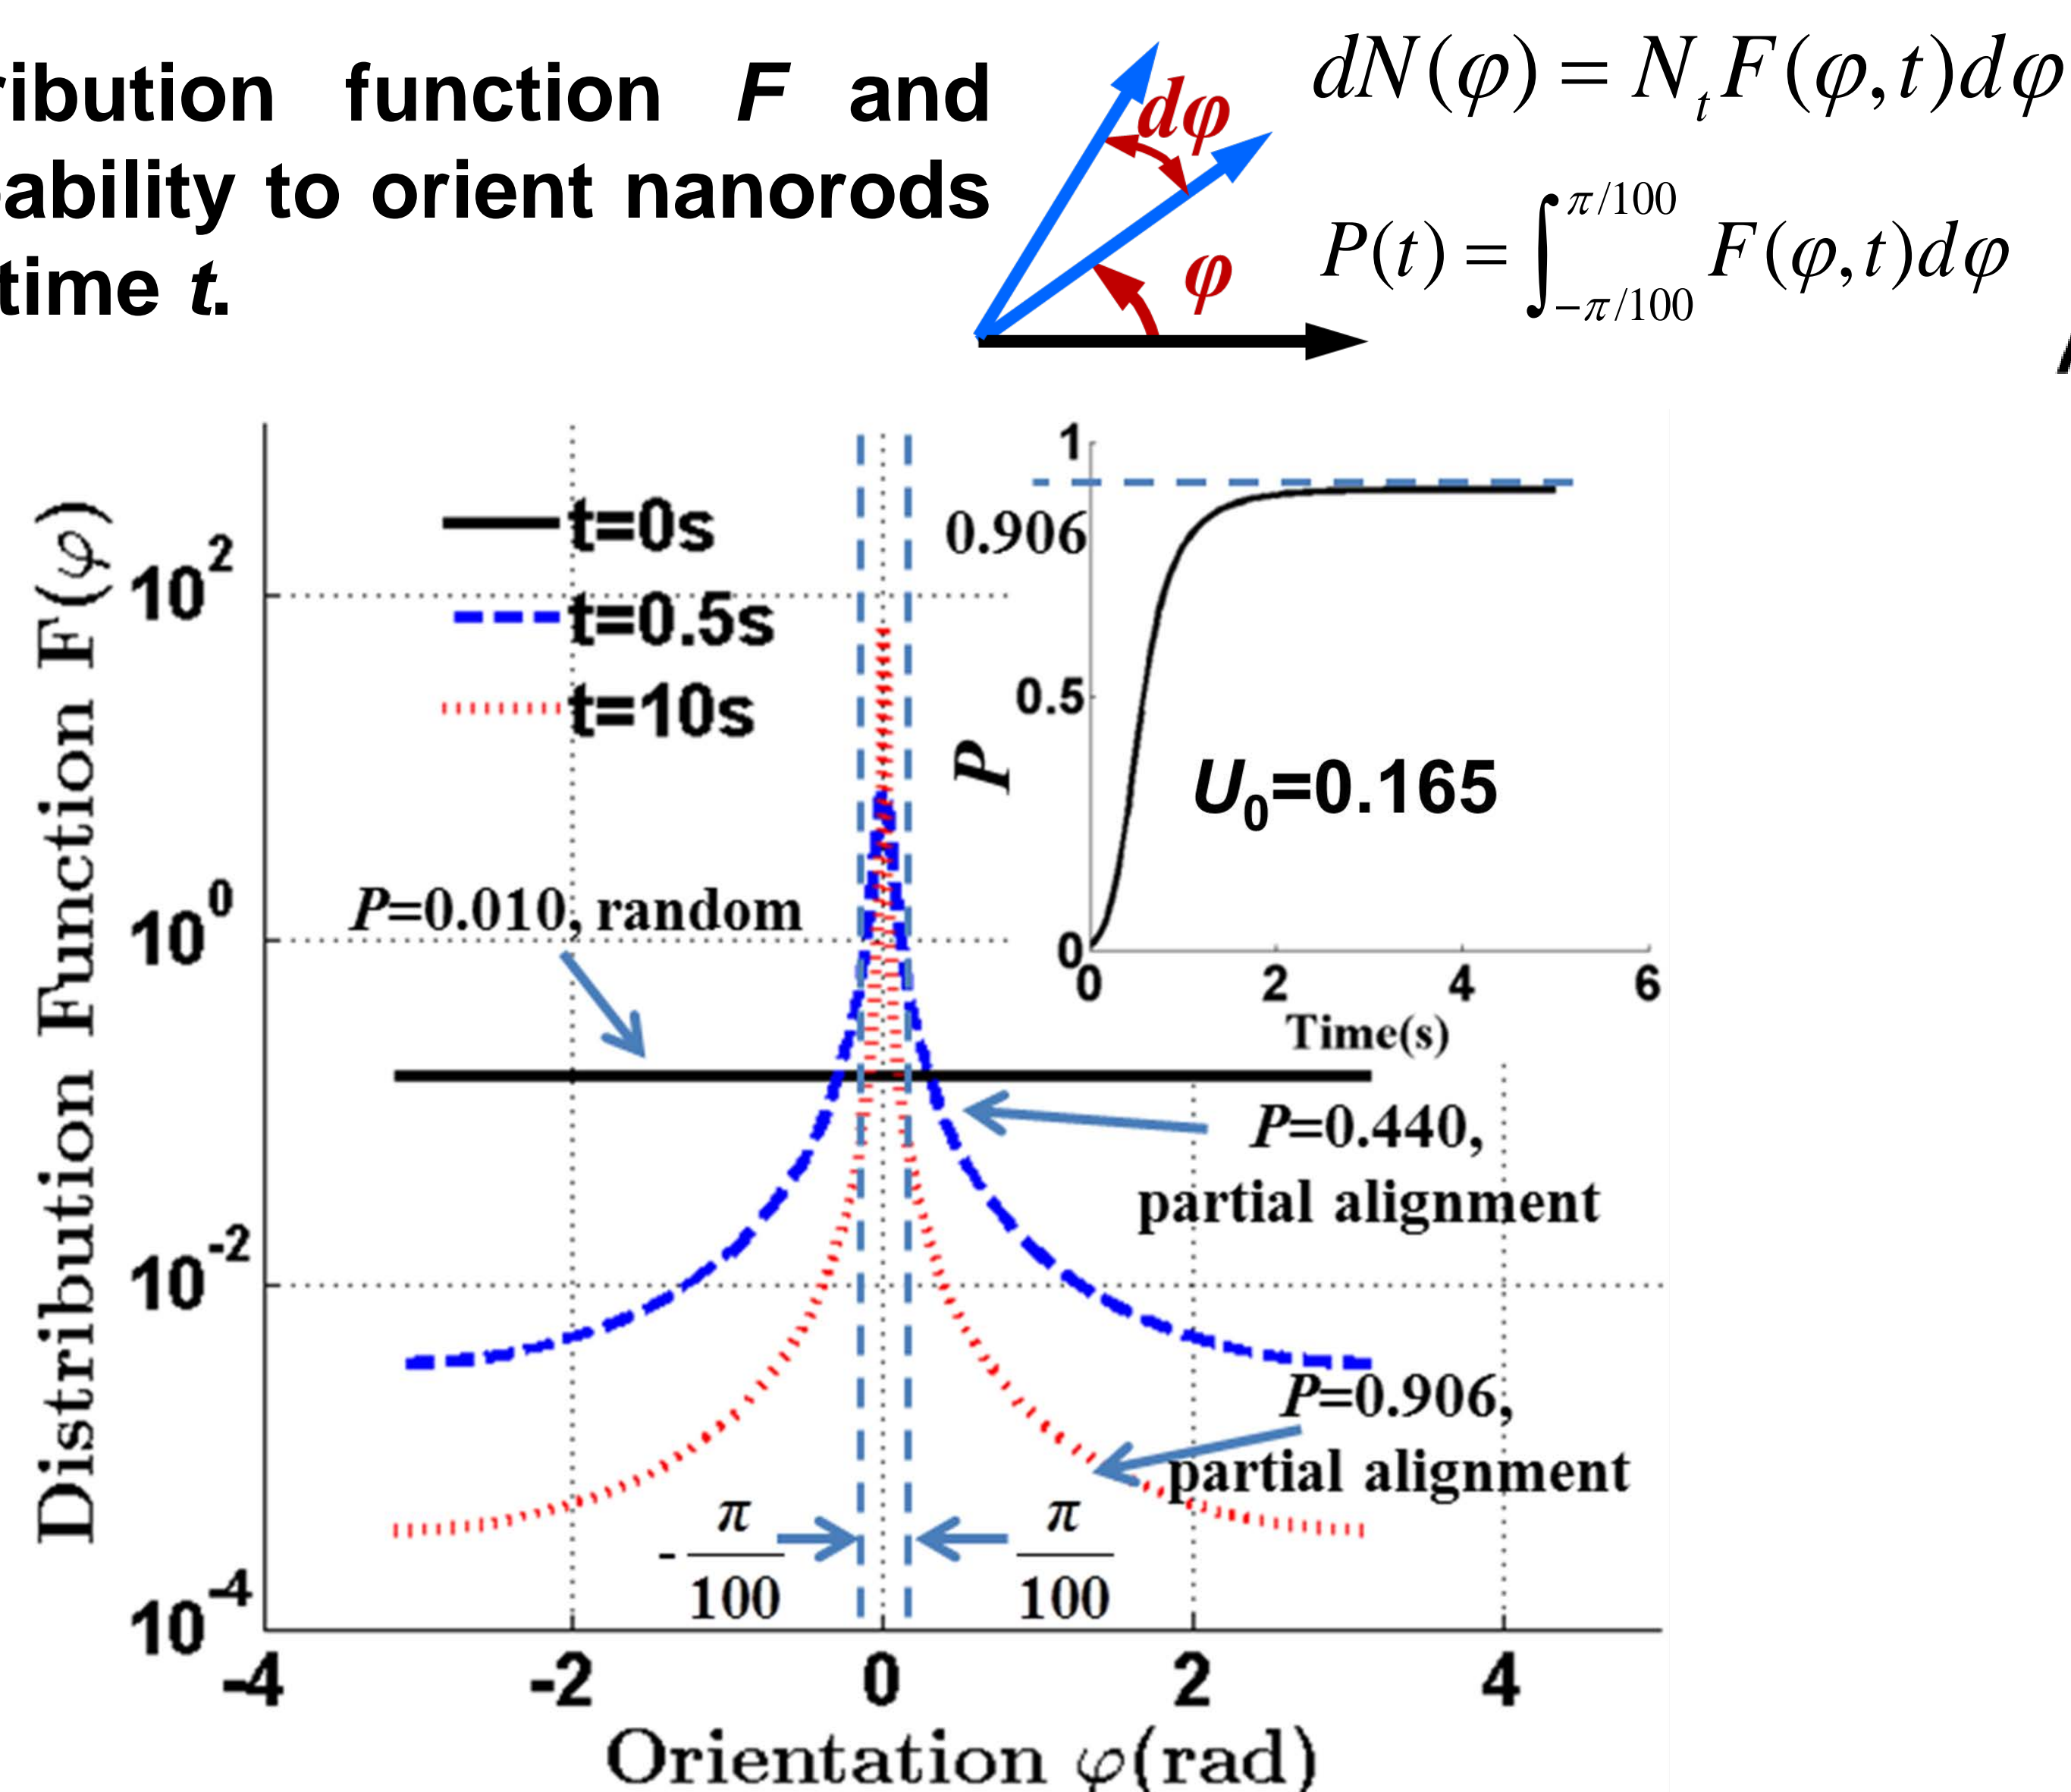 ribution function F and
ability to orient nanorods
time t.
dφ
φ
dN(φ) = N_t F(φ,t)dφ
P(t) = ∫_{-π/100}^{π/100} F(φ,t)dφ
Distribution Function F(φ)
10^2
10^0
10^-2
10^-4
t=0s
t=0.5s
t=10s
P=0.010, random
1
0.906
0.5
0
P
U_0=0.165
0 2 4 6
Time(s)
P=0.440,
partial alignment
P=0.906,
partial alignment
-π/100
π/100
-4 -2 0 2 4
Orientation φ(rad)